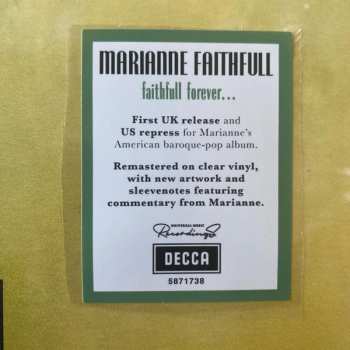 MARIANNE FAITHFULL
faithfull forever...
First UK release and
US repress for Marianne's
American baroque-pop album.
Remastered on clear vinyl,
with new artwork and
sleevenotes featuring
commentary from Marianne.
UNIVERSAL MUSIC
Recordings
DECCA
5871738